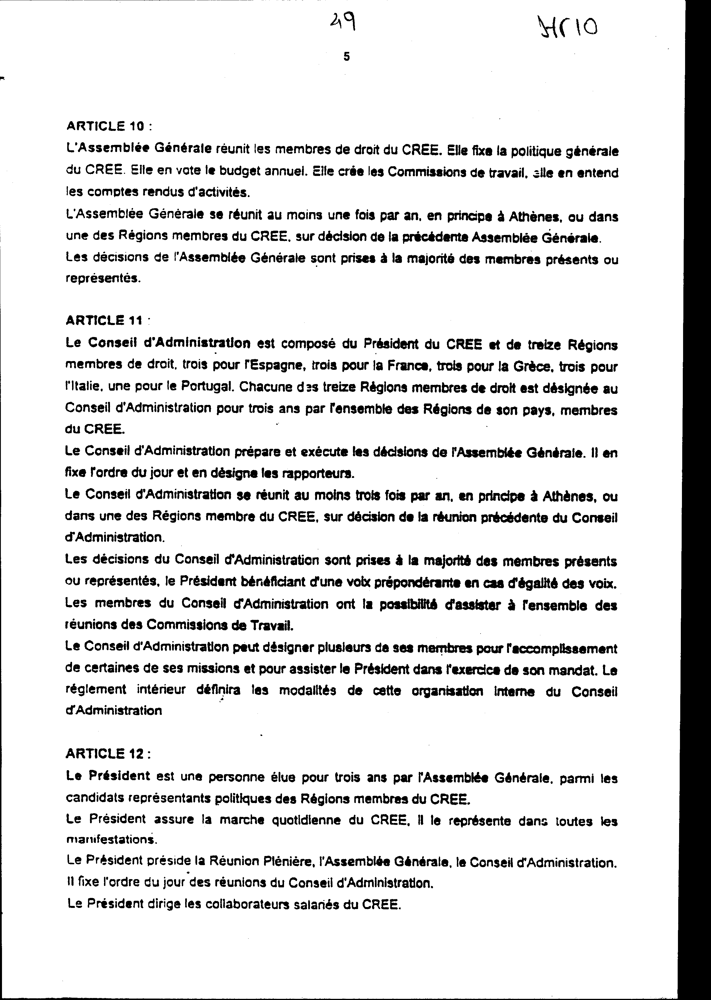 49
5
ARTICLE 10 :
L'Assemblée Générale réunit les membres de droit du CREE. Elle fixe la politique générale
du CREE. Elle en vote le budget annuel. Elle crée les Commissions de travail, elle en entend
les comptes rendus d'activités.
L'Assemblée Générale se réunit au moins une fois par an, en principe à Athènes, ou dans
une des Régions membres du CREE, sur décision de la précédente Assemblée Générale.
Les décisions de l'Assemblée Générale sont prises à la majorité des membres présents ou
représentés.
ARTICLE 11 :
Le Conseil d'Administration est composé du Président du CREE et de treize Régions
membres de droit, trois pour l'Espagne, trois pour la France, trois pour la Grèce, trois pour
l'Italie, une pour le Portugal. Chacune des treize Régions membres de droit est désignée au
Conseil d'Administration pour trois ans par l'ensemble des Régions de son pays, membres
du CREE.
Le Conseil d'Administration prépare et exécute les décisions de l'Assemblée Générale. Il en
fixe l'ordre du jour et en désigne les rapporteurs.
Le Conseil d'Administration se réunit au moins trois fois par an, en principe à Athènes, ou
dans une des Régions membre du CREE, sur décision de la réunion précédente du Conseil
d'Administration.
Les décisions du Conseil d'Administration sont prises à la majorité des membres présents
ou représentés, le Président bénéficiant d'une voix prépondérante en cas d'égalité des voix.
Les membres du Conseil d'Administration ont la possibilité d'assister à l'ensemble des
réunions des Commissions de Travail.
Le Conseil d'Administration peut désigner plusieurs de ses membres pour l'accomplissement
de certaines de ses missions et pour assister le Président dans l'exercice de son mandat. Le
réglement intérieur définira les modalités de cette organisation interne du Conseil
d'Administration
ARTICLE 12 :
Le Président est une personne élue pour trois ans par l'Assemblée Générale, parmi les
candidats représentants politiques des Régions membres du CREE.
Le Président assure la marche quotidienne du CREE, Il le représente dans toutes les
manifestations.
Le Président préside la Réunion Plénière, l'Assemblée Générale, le Conseil d'Administration.
Il fixe l'ordre du jour des réunions du Conseil d'Administration.
Le Président dirige les collaborateurs salariés du CREE.